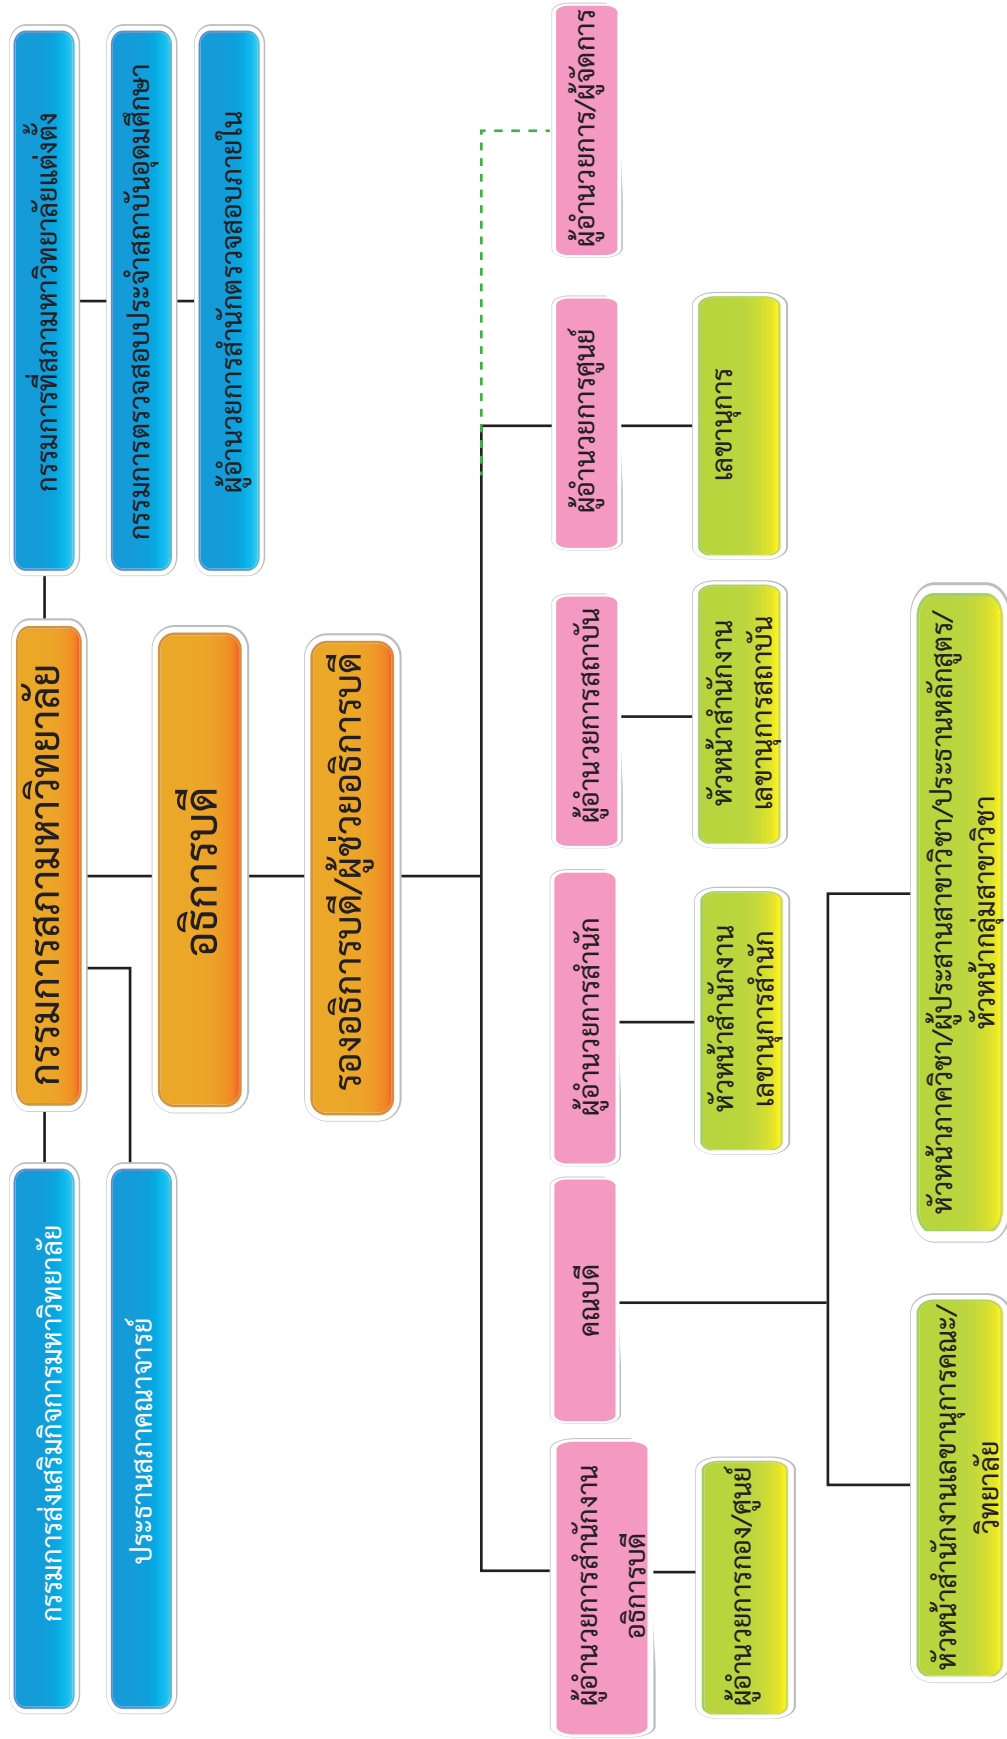 กรรมการส่งเสริมกิจการมหาวิทยาลัย
กรรมการสภามหาวิทยาลัย
กรรมการที่สภามหาวิทยาลัยแต่งตั้ง
ประธานสภาคณาจารย์
อธิการบดี
กรรมการตรวจสอบประจำสถาบันอุดมศึกษา
รองอธิการบดี/ผู้ช่วยอธิการบดี
ผู้อำนวยการสำนักตรวจสอบภายใน
ผู้อำนวยการสำนักงาน
อธิการบดี
คณบดี
ผู้อำนวยการสำนัก
ผู้อำนวยการสถาบัน
ผู้อำนวยการศูนย์
ผู้อำนวยการ/ผู้จัดการ
ผู้อำนวยการกอง/ศูนย์
หัวหน้าสำนักงาน
เลขานุการสำนัก
หัวหน้าสำนักงาน
เลขานุการสถาบัน
เลขานุการ
หัวหน้าสำนักงานเลขานุการคณะ/
วิทยาลัย
หัวหน้าภาควิชา/ผู้ประสานสาขาวิชา/ประธานหลักสูตร/
หัวหน้ากลุ่มสาขาวิชา